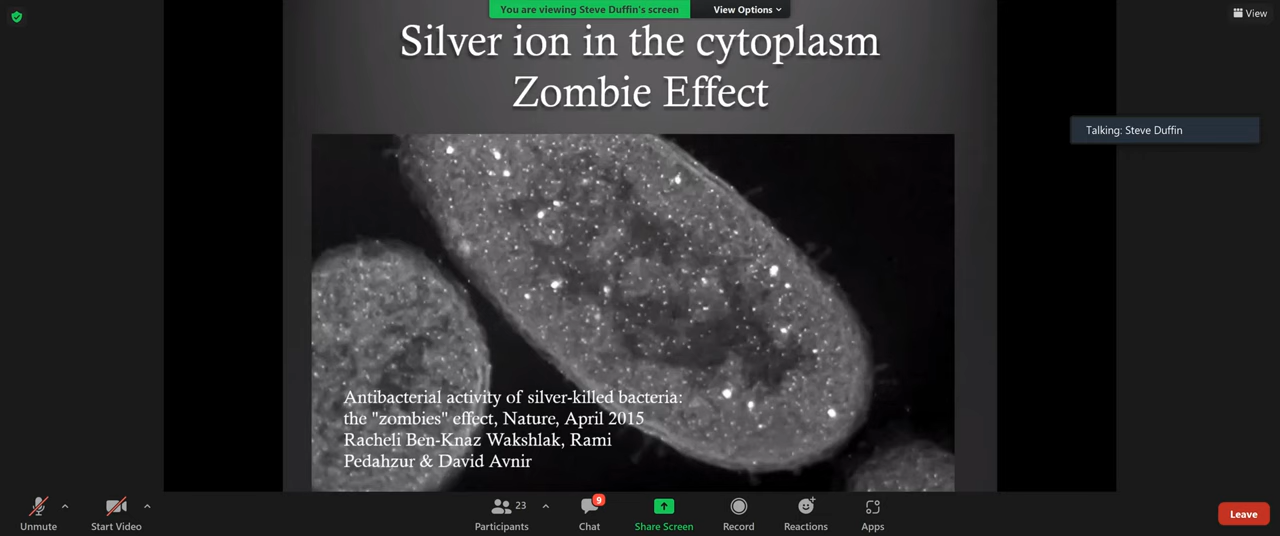 You are viewing Steve Duffin's screen
View Options
View
Silver ion in the cytoplasm
Zombie Effect
Talking: Steve Duffin
Antibacterial activity of silver-killed bacteria:
the "zombies" effect, Nature, April 2015
Racheli Ben-Knaz Wakshlak, Rami
Pedahzur & David Avnir
Unmute
Start Video
23
Participants
9
Chat
Share Screen
Record
Reactions
Apps
Leave